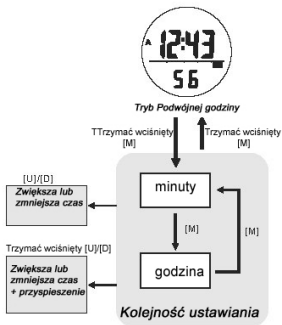 A 12:43
56
Tryb Podwójnej godziny
TTrzymać wciśnięty
[M]
Trzymać wciśnięty
[M]
[U]/[D]
Zwiększa lub
zmniejsza czas
minuty
[M]
[M]
Trzymać wciśnięty [U]/[D]
Zwiększa lub
zmniejsza czas
+ przyspieszenie
godzina
Kolejność ustawiania